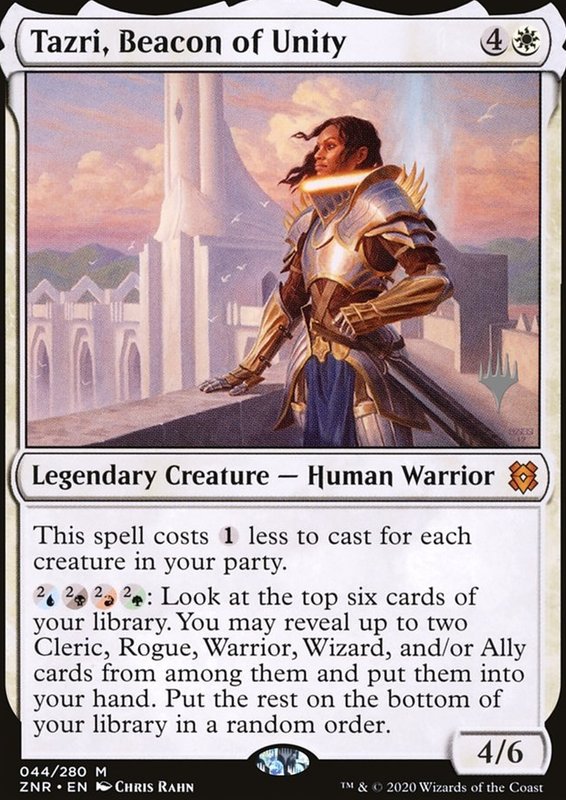 Tazri, Beacon of Unity 4
Legendary Creature — Human Warrior
This spell costs 1 less to cast for each
creature in your party.
2 2 2 2: Look at the top six cards of
your library. You may reveal up to two
Cleric, Rogue, Warrior, Wizard, and/or Ally
cards from among them and put them into
your hand. Put the rest on the bottom of
your library in a random order.
4/6
044/280 M
ZNR • EN Chris Rahn
™ & © 2020 Wizards of the Coast